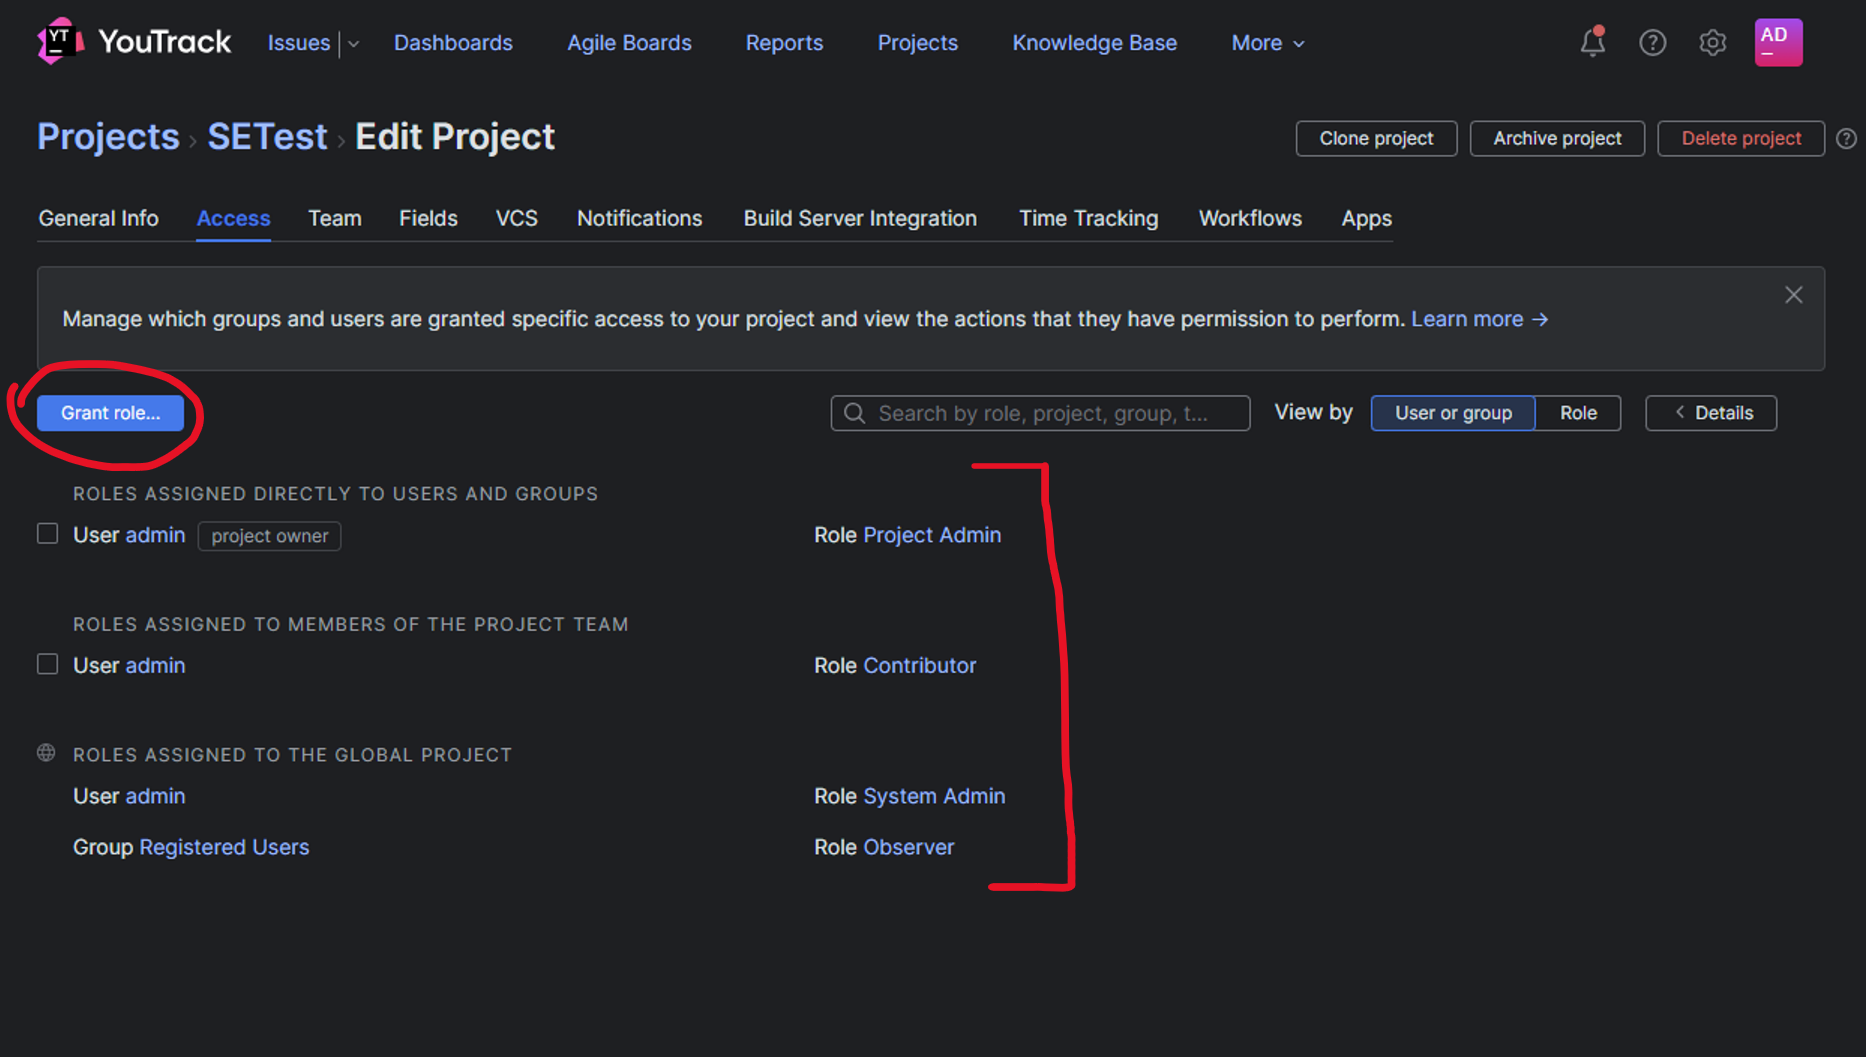 YT YouTrack Issues Dashboards Agile Boards Reports Projects Knowledge Base More AD
Projects › SETest › Edit Project Clone project Archive project Delete project
General Info Access Team Fields VCS Notifications Build Server Integration Time Tracking Workflows Apps
Manage which groups and users are granted specific access to your project and view the actions that they have permission to perform. Learn more →
Grant role... Search by role, project, group, t... View by User or group Role Details
ROLES ASSIGNED DIRECTLY TO USERS AND GROUPS
User admin project owner Role Project Admin
ROLES ASSIGNED TO MEMBERS OF THE PROJECT TEAM
User admin Role Contributor
ROLES ASSIGNED TO THE GLOBAL PROJECT
User admin Role System Admin
Group Registered Users Role Observer